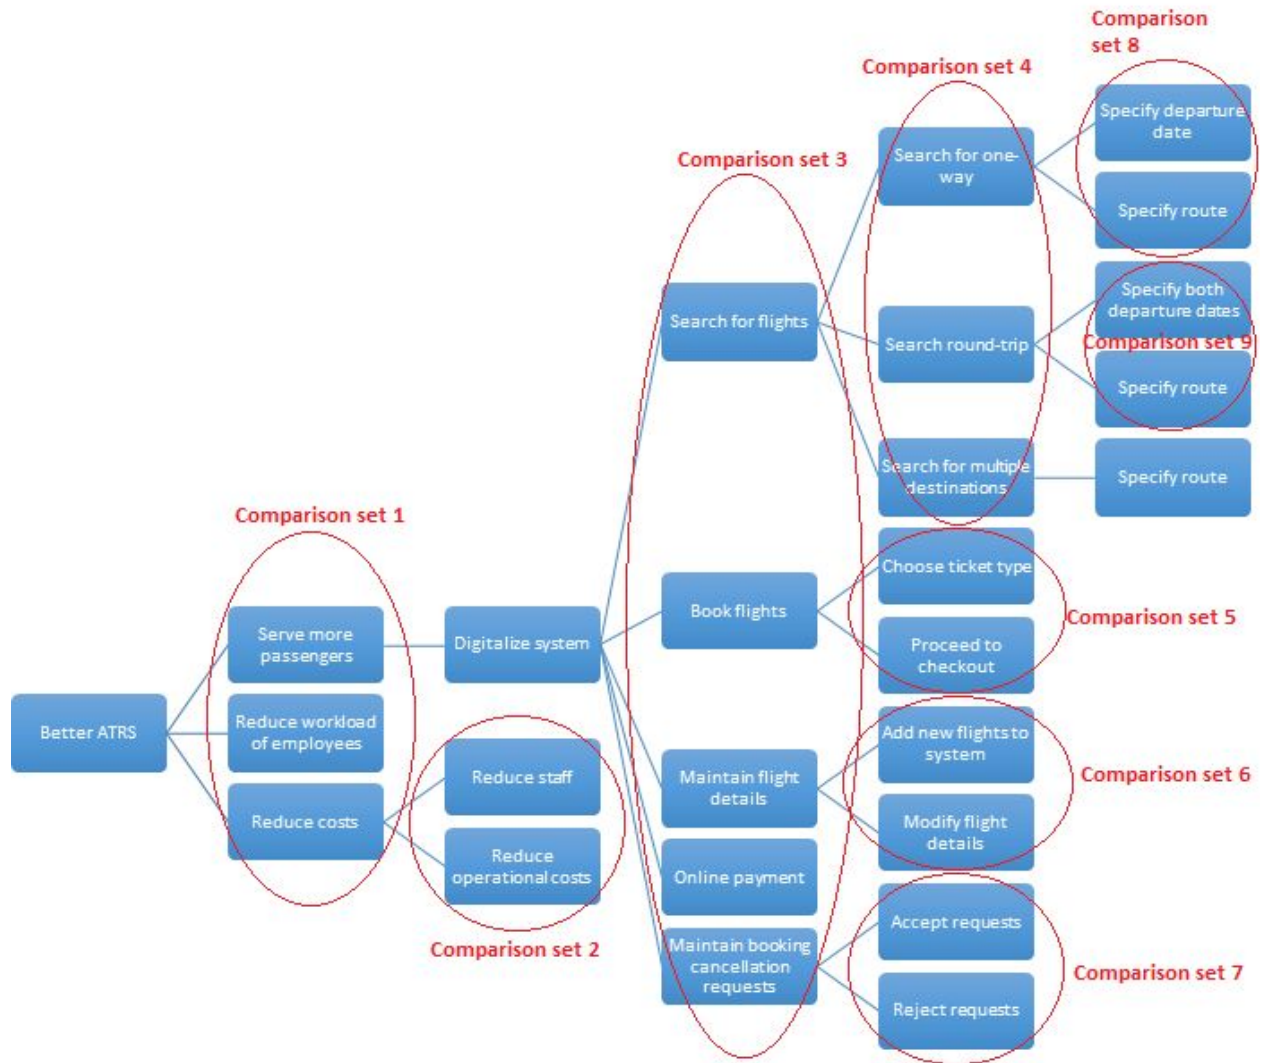 Comparison
set 8
Comparison set 4
Specify departure
date
Search for one-
way
Comparison set 3
Specify route
Specify both
departure dates
Search for flights
Search round-trip
Comparison set 9
Specify route
Search for multiple
destinations
Specify route
Comparison set 1
Choose ticket type
Book flights
Comparison set 5
Serve more
passengers
Digitalize system
Proceed to
checkout
Better ATRS
Reduce workload
of employees
Add new flights to
system
Reduce staff
Maintain flight
details
Comparison set 6
Reduce costs
Modify flight
details
Reduce
operational costs
Online payment
Accept requests
Comparison set 2
Maintain booking
cancellation
requests
Comparison set 7
Reject requests